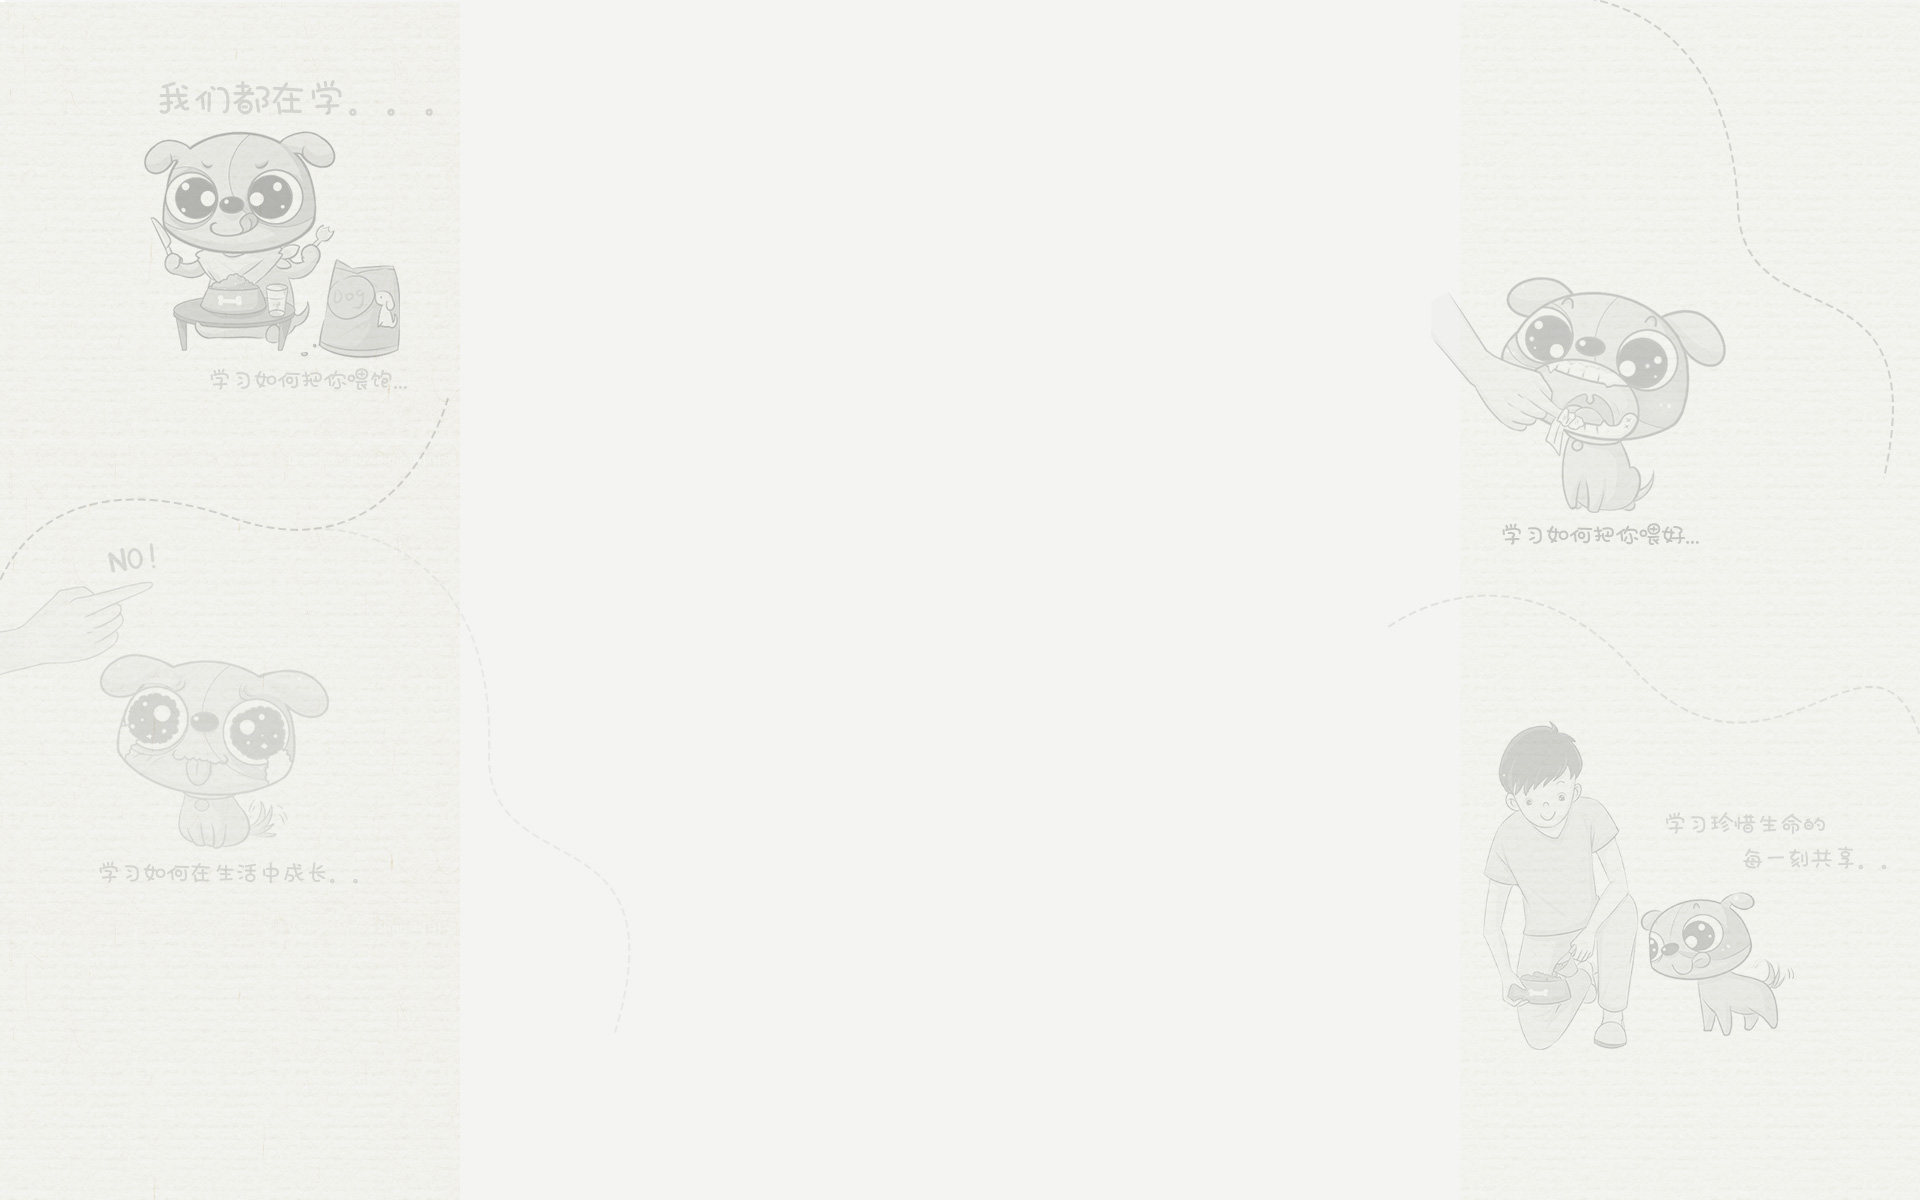 我们都在学。。。
Dog
学习如何把你喂饱...
NO!
学习如何在生活中成长。。
学习如何把你喂好...
学习珍惜生命的
每一刻共享。。